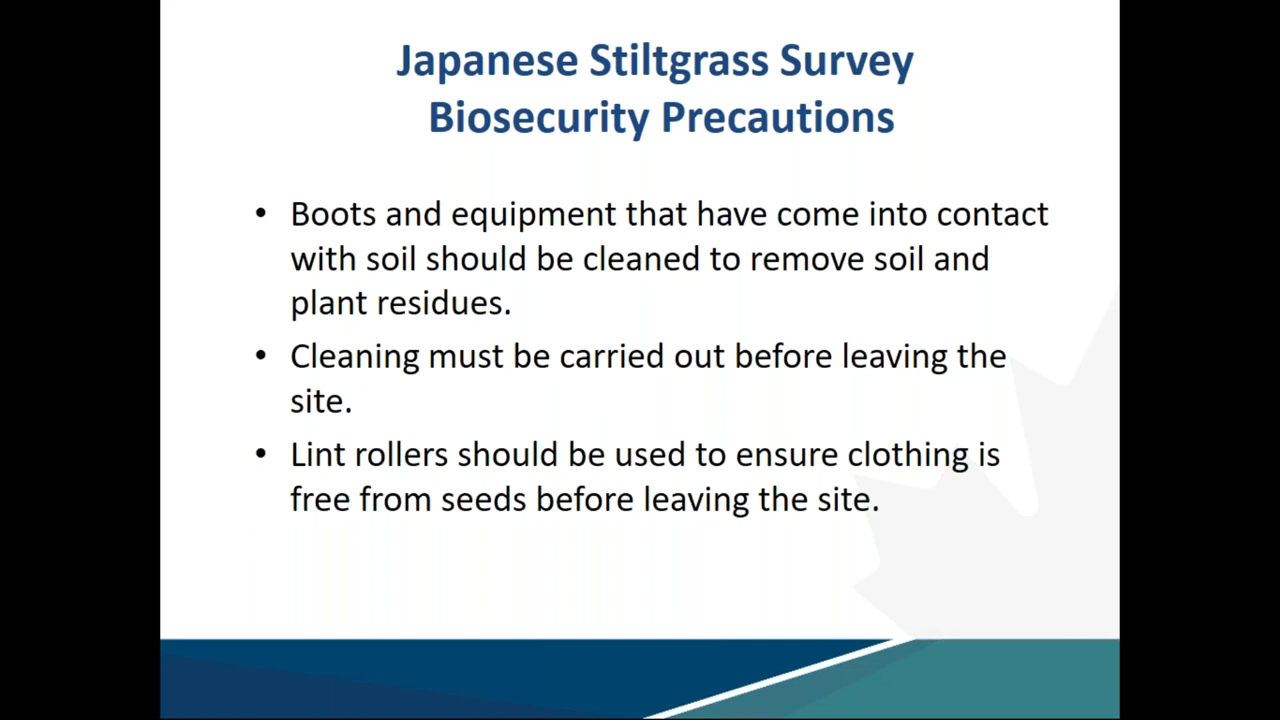 Japanese Stiltgrass Survey
Biosecurity Precautions
• Boots and equipment that have come into contact
with soil should be cleaned to remove soil and
plant residues.
• Cleaning must be carried out before leaving the
site.
• Lint rollers should be used to ensure clothing is
free from seeds before leaving the site.